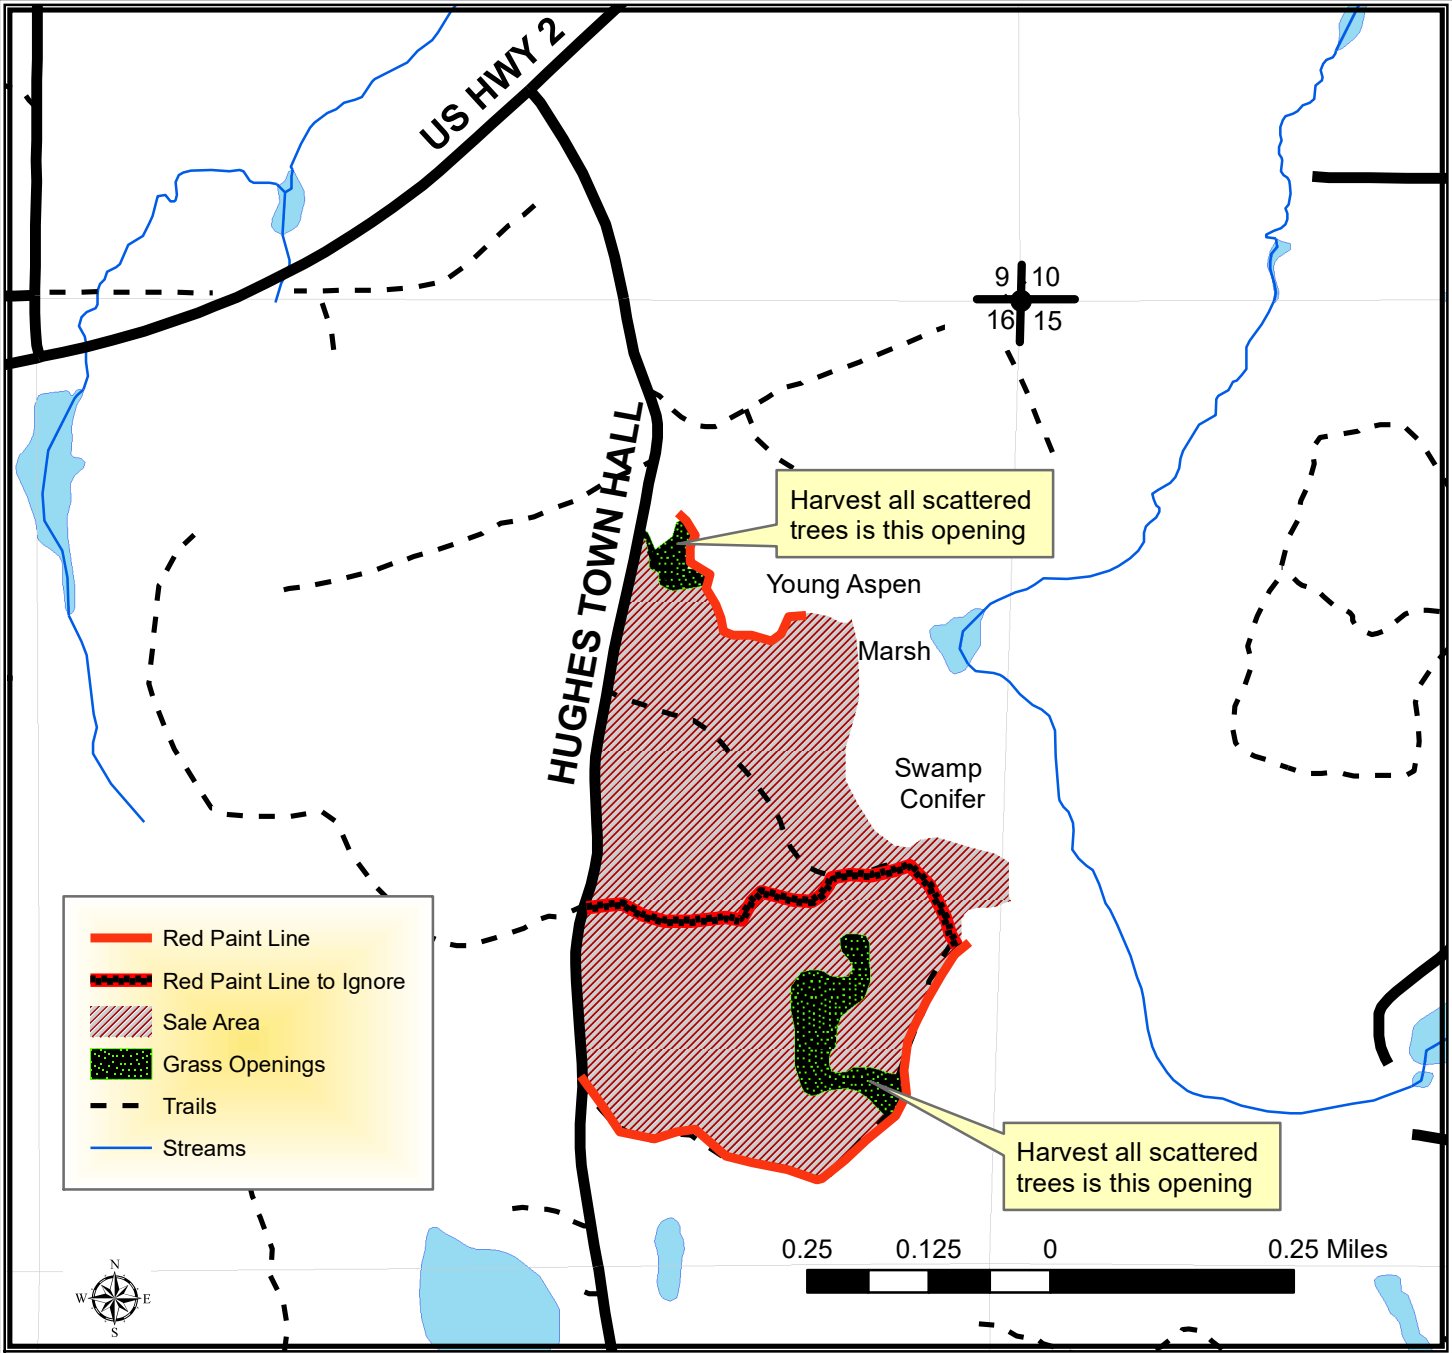 US HWY 2
9 10
16 15
HUGHES TOWN HALL
Harvest all scattered
trees is this opening
Young Aspen
Marsh
Swamp
Conifer
Red Paint Line
Red Paint Line to Ignore
Sale Area
Grass Openings
Trails
Streams
Harvest all scattered
trees is this opening
0.25 0.125 0 0.25 Miles
N
W E
S